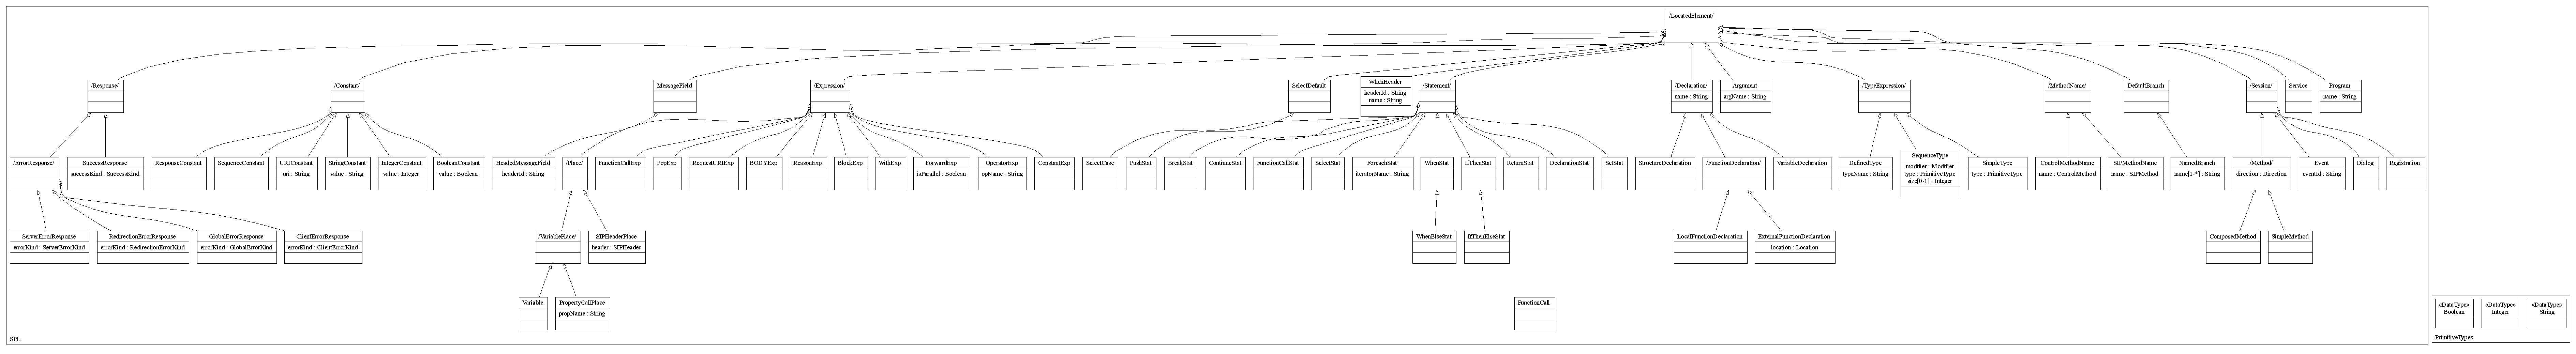 /LocatedElement/
/Response/
/Constant/
MessageField
/Expression/
SelectDefault
WhenHeader
headerId : String
name : String
/Statement/
/Declaration/
name : String
Argument
argName : String
/TypeExpression/
/MethodName/
DefaultBranch
/Session/
Service
Program
name : String
/ErrorResponse/
SuccessResponse
successKind : SuccessKind
ResponseConstant
SequenceConstant
URIConstant
uri : String
StringConstant
value : String
IntegerConstant
value : Integer
BooleanConstant
value : Boolean
HeadedMessageField
headerId : String
/Place/
FunctionCallExp
PopExp
RequestURIExp
BODYExp
ReasonExp
BlockExp
WithExp
ForwardExp
isParallel : Boolean
OperatorExp
opName : String
ConstantExp
SelectCase
PushStat
BreakStat
ContinueStat
FunctionCallStat
SelectStat
ForeachStat
iteratorName : String
WhenStat
IfThenStat
ReturnStat
DeclarationStat
SetStat
StructureDeclaration
/FunctionDeclaration/
VariableDeclaration
DefinedType
typeName : String
SequenceType
modifier : Modifier
type : PrimitiveType
size[0-1] : Integer
SimpleType
type : PrimitiveType
ControlMethodName
name : ControlMethod
SIPMethodName
name : SIPMethod
NamedBranch
name[1-*] : String
/Method/
direction : Direction
Event
eventId : String
Dialog
Registration
ServerErrorResponse
errorKind : ServerErrorKind
RedirectionErrorResponse
errorKind : RedirectionErrorKind
GlobalErrorResponse
errorKind : GlobalErrorKind
ClientErrorResponse
errorKind : ClientErrorKind
/VariablePlace/
SIPHeaderPlace
header : SIPHeader
WhenElseStat
IfThenElseStat
LocalFunctionDeclaration
ExternalFunctionDeclaration
location : Location
ComposedMethod
SimpleMethod
Variable
PropertyCallPlace
propName : String
FunctionCall
SPL
«DataType»
Boolean
«DataType»
Integer
«DataType»
String
PrimitiveTypes